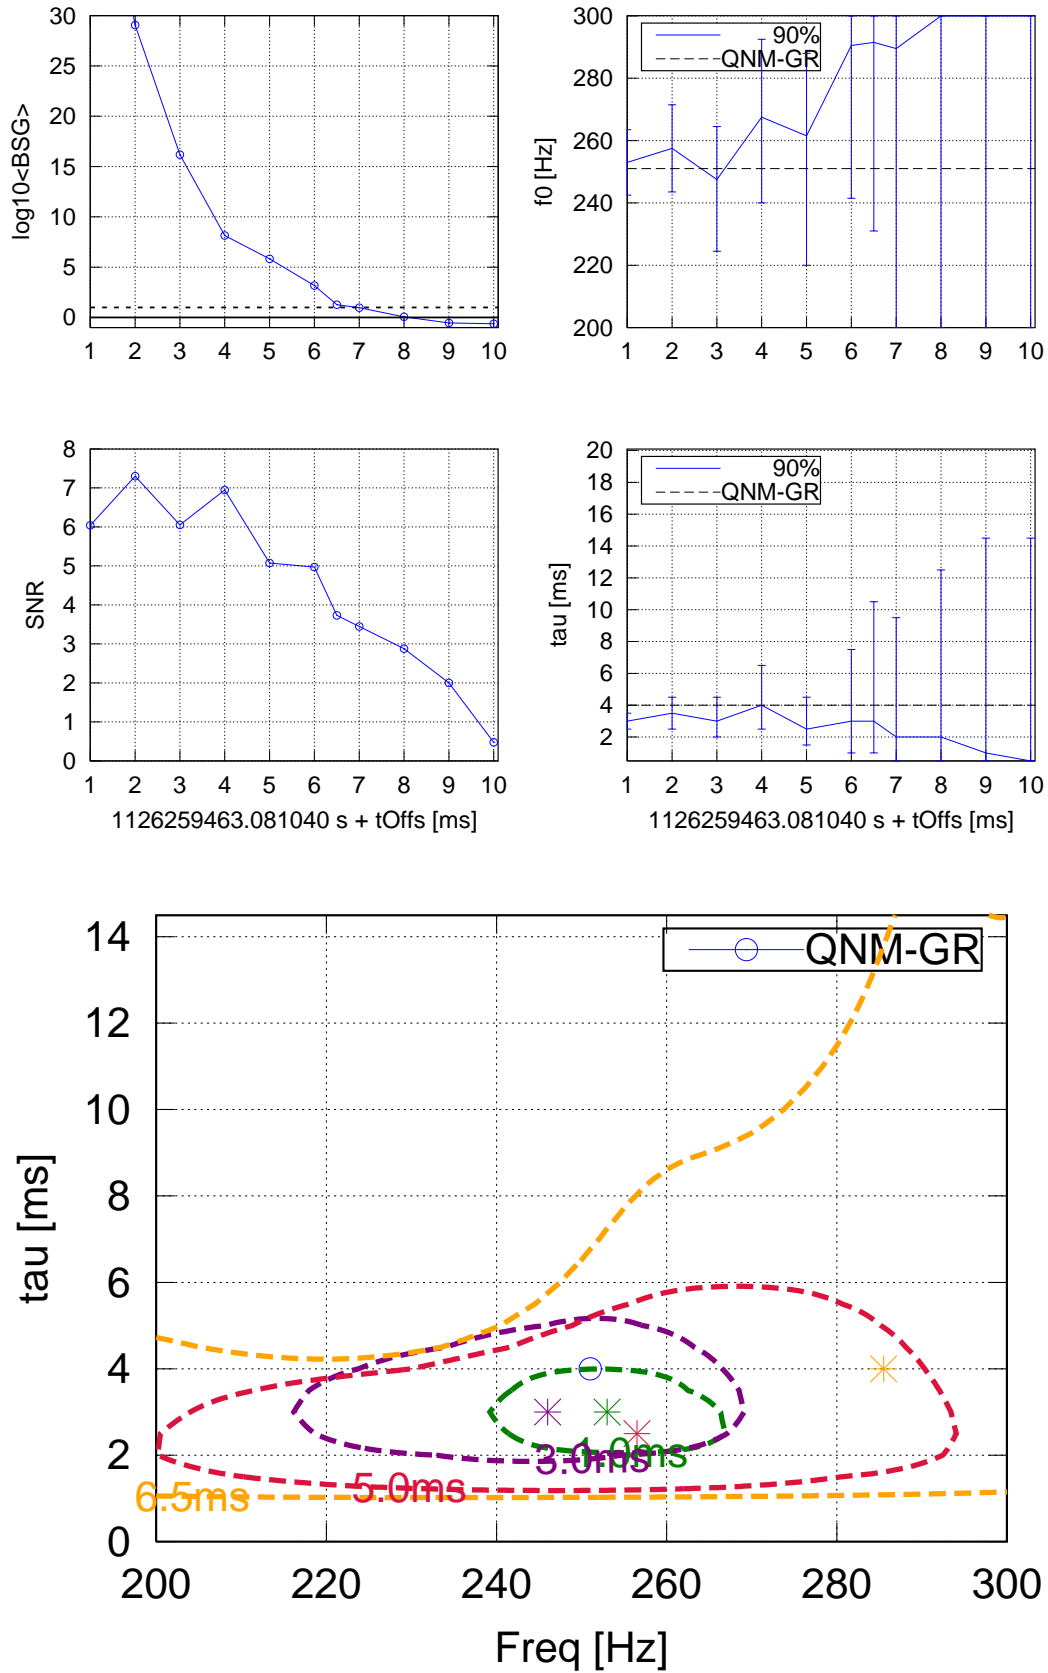 log10<BSG>
30
25
20
15
10
5
0
1 2 3 4 5 6 7 8 9 10
f0 [Hz]
300
280
260
240
220
200
90%
QNM-GR
1 2 3 4 5 6 7 8 9 10
SNR
8
7
6
5
4
3
2
1
0
1 2 3 4 5 6 7 8 9 10
1126259463.081040 s + tOffs [ms]
tau [ms]
20
18
16
14
12
10
8
6
4
2
90%
QNM-GR
1 2 3 4 5 6 7 8 9 10
1126259463.081040 s + tOffs [ms]
tau [ms]
14
12
10
8
6
4
2
0
QNM-GR
1.0ms
3.0ms
5.0ms
6.5ms
200 220 240 260 280 300
Freq [Hz]